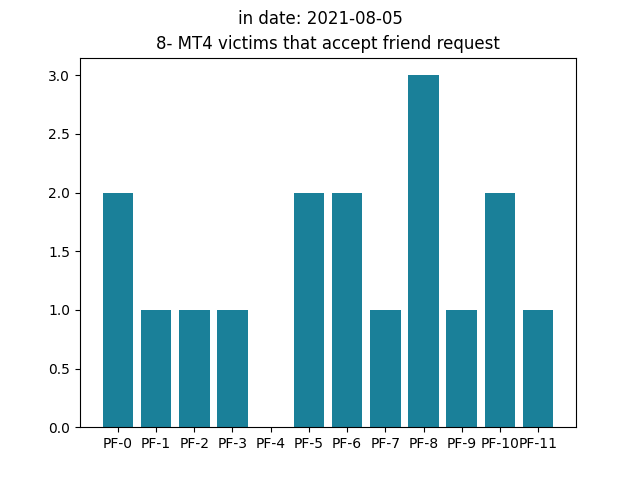 in date: 2021-08-05
8- MT4 victims that accept friend request
3.0
2.5
2.0
1.5
1.0
0.5
0.0
PF-0 PF-1 PF-2 PF-3 PF-4 PF-5 PF-6 PF-7 PF-8 PF-9 PF-10 PF-11